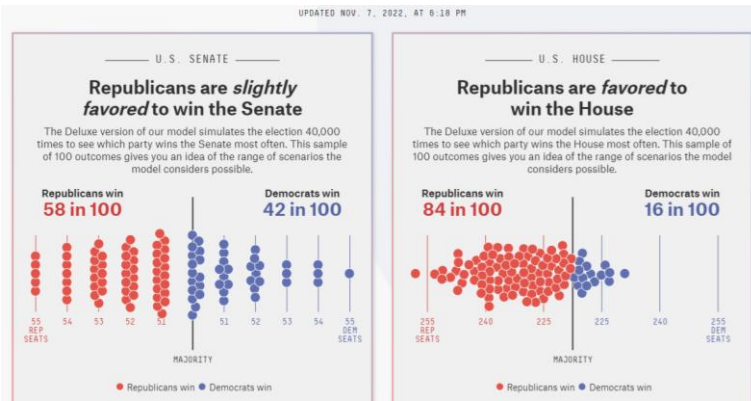 UPDATED NOV. 7, 2022, AT 6:18 PM
U.S. SENATE
Republicans are slightly
favored to win the Senate
The Deluxe version of our model simulates the election 40,000
times to see which party wins the Senate most often. This sample
of 100 outcomes gives you an idea of the range of scenarios the
model considers possible.
Republicans win
58 in 100
Democrats win
42 in 100
55
REP
SEATS
54
53
52
51
51
52
53
54
55
DEM
SEATS
MAJORITY
Republicans win
Democrats win
U.S. HOUSE
Republicans are favored to
win the House
The Deluxe version of our model simulates the election 40,000
times to see which party wins the House most often. This sample
of 100 outcomes gives you an idea of the range of scenarios the
model considers possible.
Republicans win
84 in 100
Democrats win
16 in 100
255
REP
SEATS
240
225
225
240
255
DEM
SEATS
MAJORITY
Republicans win
Democrats win